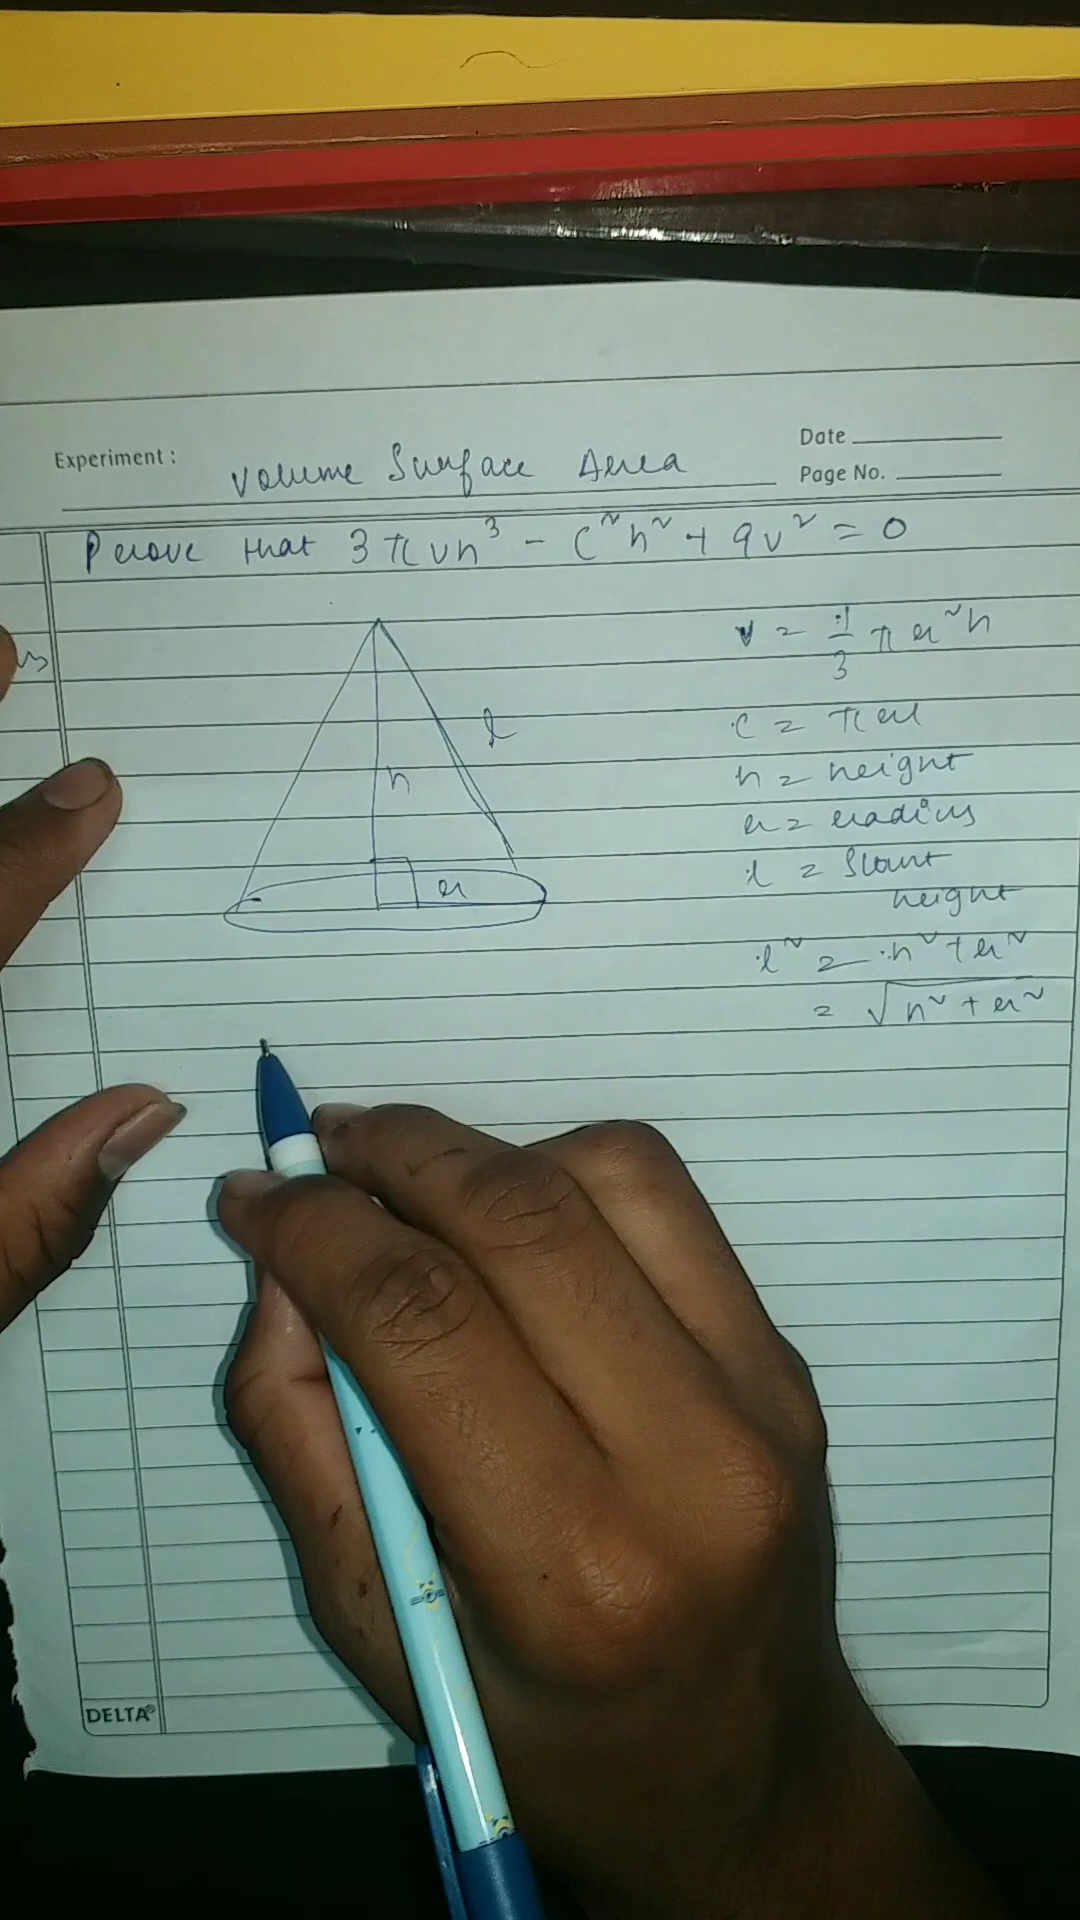 Experiment : Volume Surface Area
Date
Page No.
Prove that 3πvh³ - c²h² + 9v² = 0
v = 1/3 πr²h
l
c = πrl
h
h = height
r = radius
r
l = Slant
height
l² = h² + r²
= √h² + r²
DELTA®